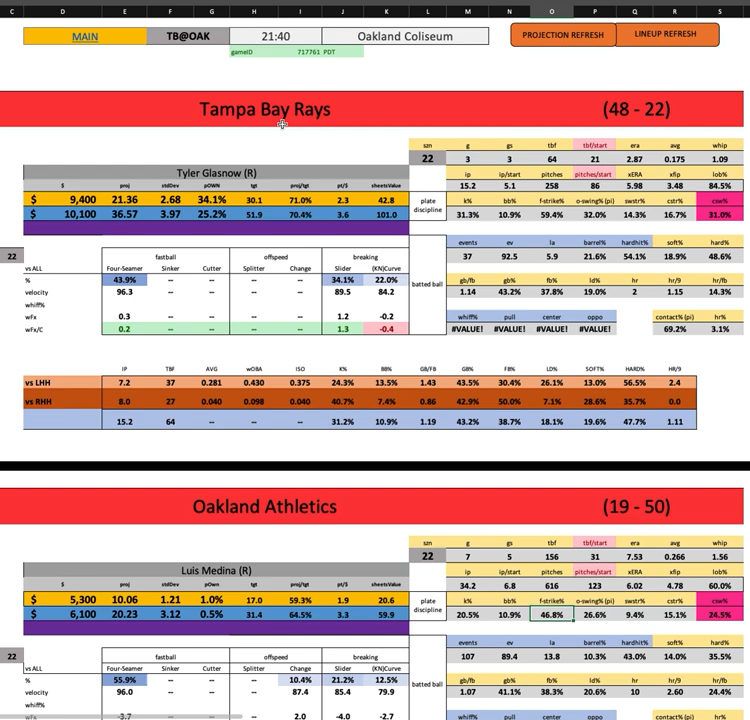 C D E F G H I J K L M N O P Q R S
MAIN TB@OAK 21:40 Oakland Coliseum PROJECTION REFRESH LINEUP REFRESH
gameID 717761 PDT
Tampa Bay Rays (48 - 22)
szn g gs tbf tbf/start era avg whip
22 3 3 64 21 2.87 0.175 1.09
Tyler Glasnow (R) ip ip/start pitches pitches/start xERA xfip lob%
$ proj stdDev pOWN tgt proj/tgt pt/$ sheetsValue 15.2 5.1 258 86 5.98 3.48 84.5%
$ 9,400 21.36 2.68 34.1% 30.1 71.0% 2.3 42.8 plate discipline k% bb% f-strike% o-swing% (pi) swstr% cstr% csw%
$ 10,100 36.57 3.97 25.2% 51.9 70.4% 3.6 101.0 31.3% 10.9% 59.4% 32.0% 14.3% 16.7% 31.0%
events ev la barrel% hardhit% soft% hard%
22 fastball offspeed breaking 37 92.5 5.9 21.6% 54.1% 18.9% 48.6%
vs ALL Four-Seamer Sinker Cutter Splitter Change Slider (KN)Curve batted ball
% 43.9% -- -- -- -- 34.1% 22.0% gb/fb gb% fb% ld% hr hr/9 hr/fb
velocity 96.3 -- -- -- -- 89.5 84.2 1.14 43.2% 37.8% 19.0% 2 1.15 14.3%
whiff%
wFx 0.3 -- -- -- -- 1.2 -0.2 whiff% pull center oppo contact% (pi) hr%
wFx/C 0.2 -- -- -- -- 1.3 -0.4 #VALUE! #VALUE! #VALUE! #VALUE! 69.2% 3.1%
IP TBF AVG wOBA ISO K% BB% GB/FB GB% FB% LD% SOFT% HARD% HR/9
vs LHH 7.2 37 0.281 0.430 0.375 24.3% 13.5% 1.43 43.5% 30.4% 26.1% 13.0% 56.5% 2.4
vs RHH 8.0 27 0.040 0.098 0.040 40.7% 7.4% 0.86 42.9% 50.0% 7.1% 28.6% 35.7% 0.0
15.2 64 -- -- -- 31.2% 10.9% 1.19 43.2% 38.7% 18.1% 19.6% 47.7% 1.11
Oakland Athletics (19 - 50)
szn g gs tbf tbf/start era avg whip
22 7 5 156 31 7.53 0.266 1.56
Luis Medina (R) ip ip/start pitches pitches/start xERA xfip lob%
$ proj stdDev pOwn tgt proj/tgt pt/$ sheetsValue 34.2 6.8 616 123 6.02 4.78 60.0%
$ 5,300 10.06 1.21 1.0% 17.0 59.3% 1.9 20.6 plate discipline k% bb% f-strike% o-swing% (pi) swstr% cstr% csw%
$ 6,100 20.23 3.12 0.5% 31.4 64.5% 3.3 59.9 20.5% 10.9% 46.8% 26.6% 9.4% 15.1% 24.5%
events ev la barrel% hardhit% soft% hard%
22 fastball offspeed breaking 107 89.4 13.8 10.3% 43.0% 14.0% 35.5%
vs ALL Four-Seamer Sinker Cutter Splitter Change Slider (KN)Curve batted ball
% 55.9% -- -- -- 10.4% 21.2% 12.5% gb/fb gb% fb% ld% hr hr/9 hr/fb
velocity 96.0 -- -- -- 87.4 85.4 79.9 1.07 41.1% 38.3% 20.6% 10 2.60 24.4%
whiff%
wFx -3.7 -- -- -- 2.0 -4.0 -2.7 whiff% pull center oppo contact% (pi) hr%